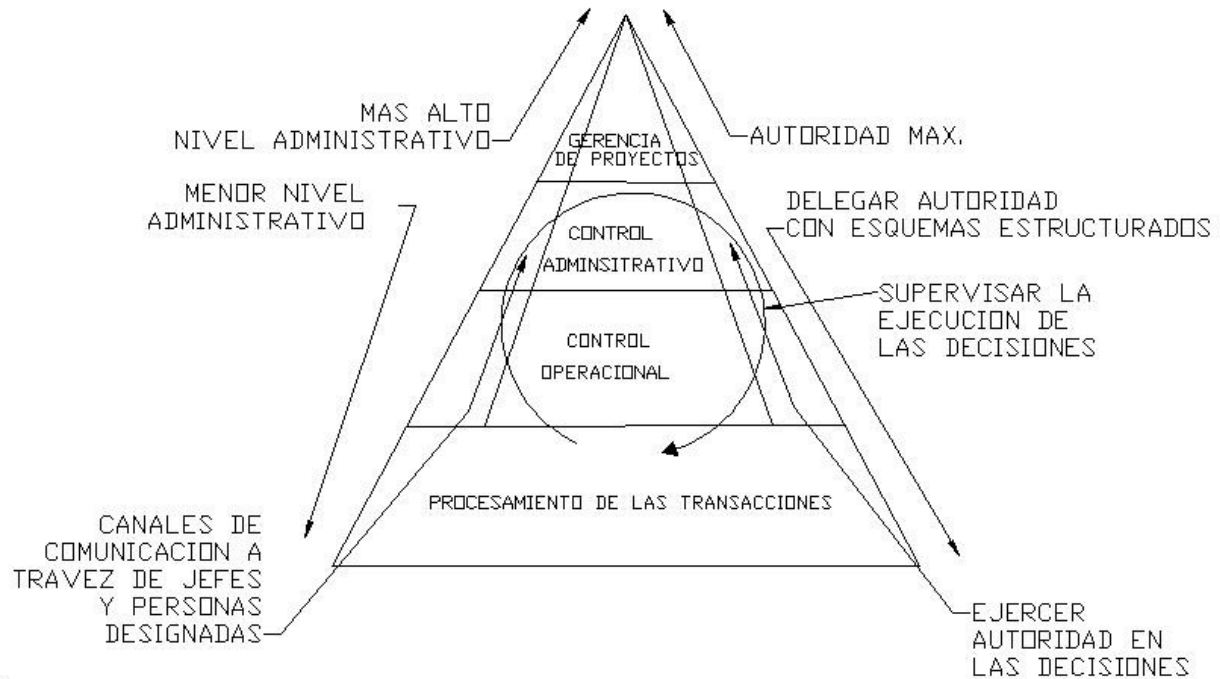 MAS ALTO
NIVEL ADMINISTRATIVO
MENOR NIVEL
ADMINISTRATIVO
CANALES DE
COMUNICACION A
TRAVEZ DE JEFES
Y PERSONAS
DESIGNADAS
GERENCIA
DE PROYECTOS
CONTROL
ADMINSITRATIVO
CONTROL
OPERACIONAL
PROCESAMIENTO DE LAS TRANSACCIONES
AUTORIDAD MAX.
DELEGAR AUTORIDAD
CON ESQUEMAS ESTRUCTURADOS
SUPERVISAR LA
EJECUCION DE
LAS DECISIONES
EJERCER
AUTORIDAD EN
LAS DECISIONES